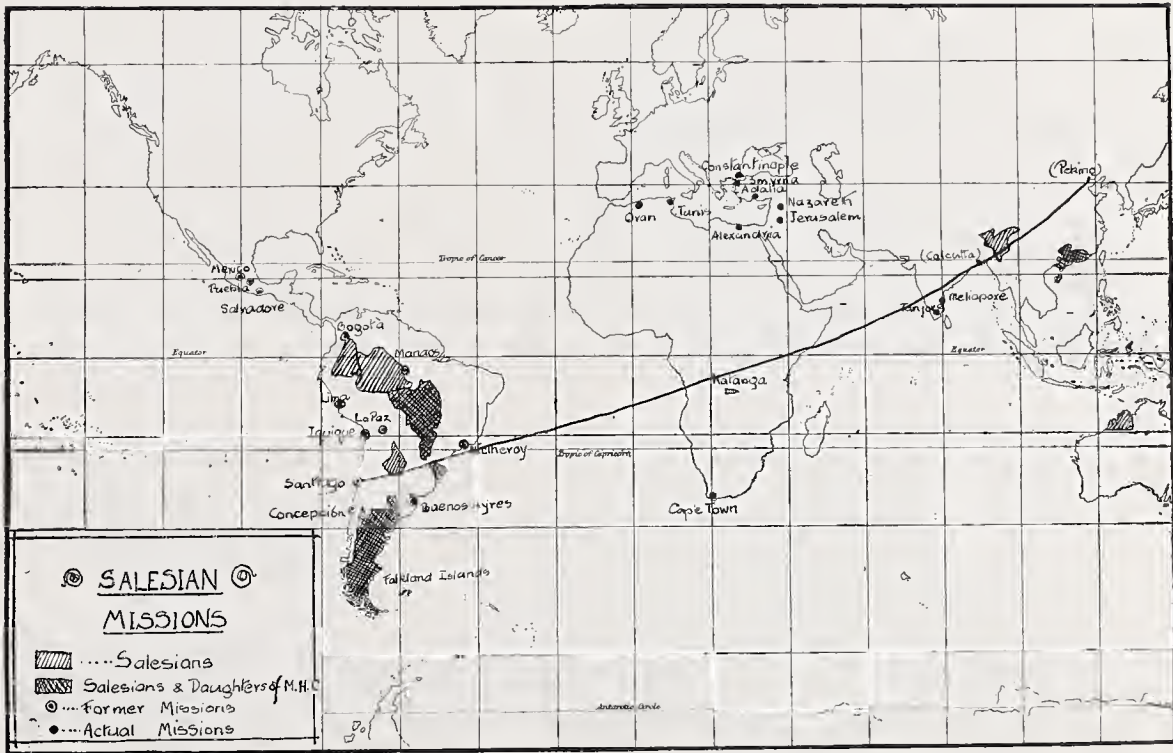 Constantinople
Smyrna
Adalia
(Peking)
Oran
Tunis
Nazareth
Jerusalem
Alexandria
Tropic of Cancer
(Calcutta)
Mexico
Puebla
Salvadore
Meliapore
Tanjore
Bogotà
Equator
Manaos
Equator
Lima
La Paz
Iquique
Katanga
Tropic of Capricorn
Santiago
Concepción
Buenos Ayres
Cape Town
Falkland Islands
SALESIAN
MISSIONS
..... Salesians
Salesians & Daughters of M.H.C
.... Former Missions
.... Actual Missions
Antarctic Circle